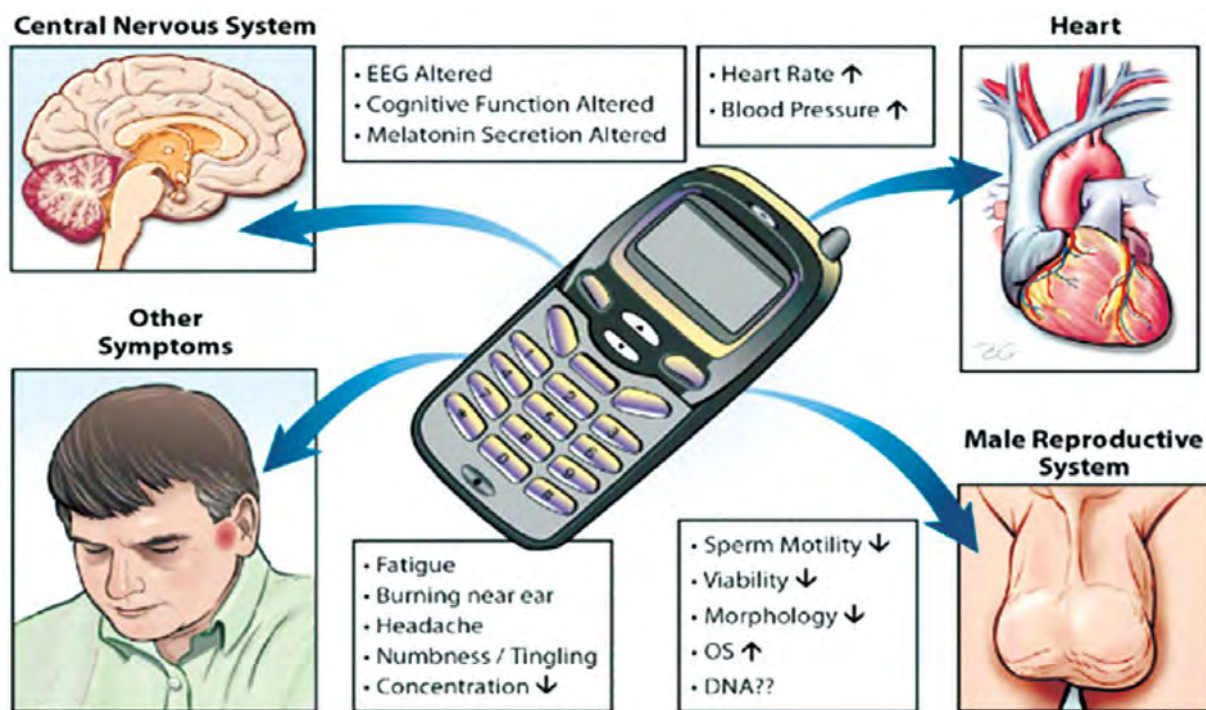 Central Nervous System
• EEG Altered
• Cognitive Function Altered
• Melatonin Secretion Altered
• Heart Rate ↑
• Blood Pressure ↑
Heart
Other
Symptoms
• Fatigue
• Burning near ear
• Headache
• Numbness / Tingling
• Concentration ↓
• Sperm Motility ↓
• Viability ↓
• Morphology ↓
• OS ↑
• DNA??
Male Reproductive
System